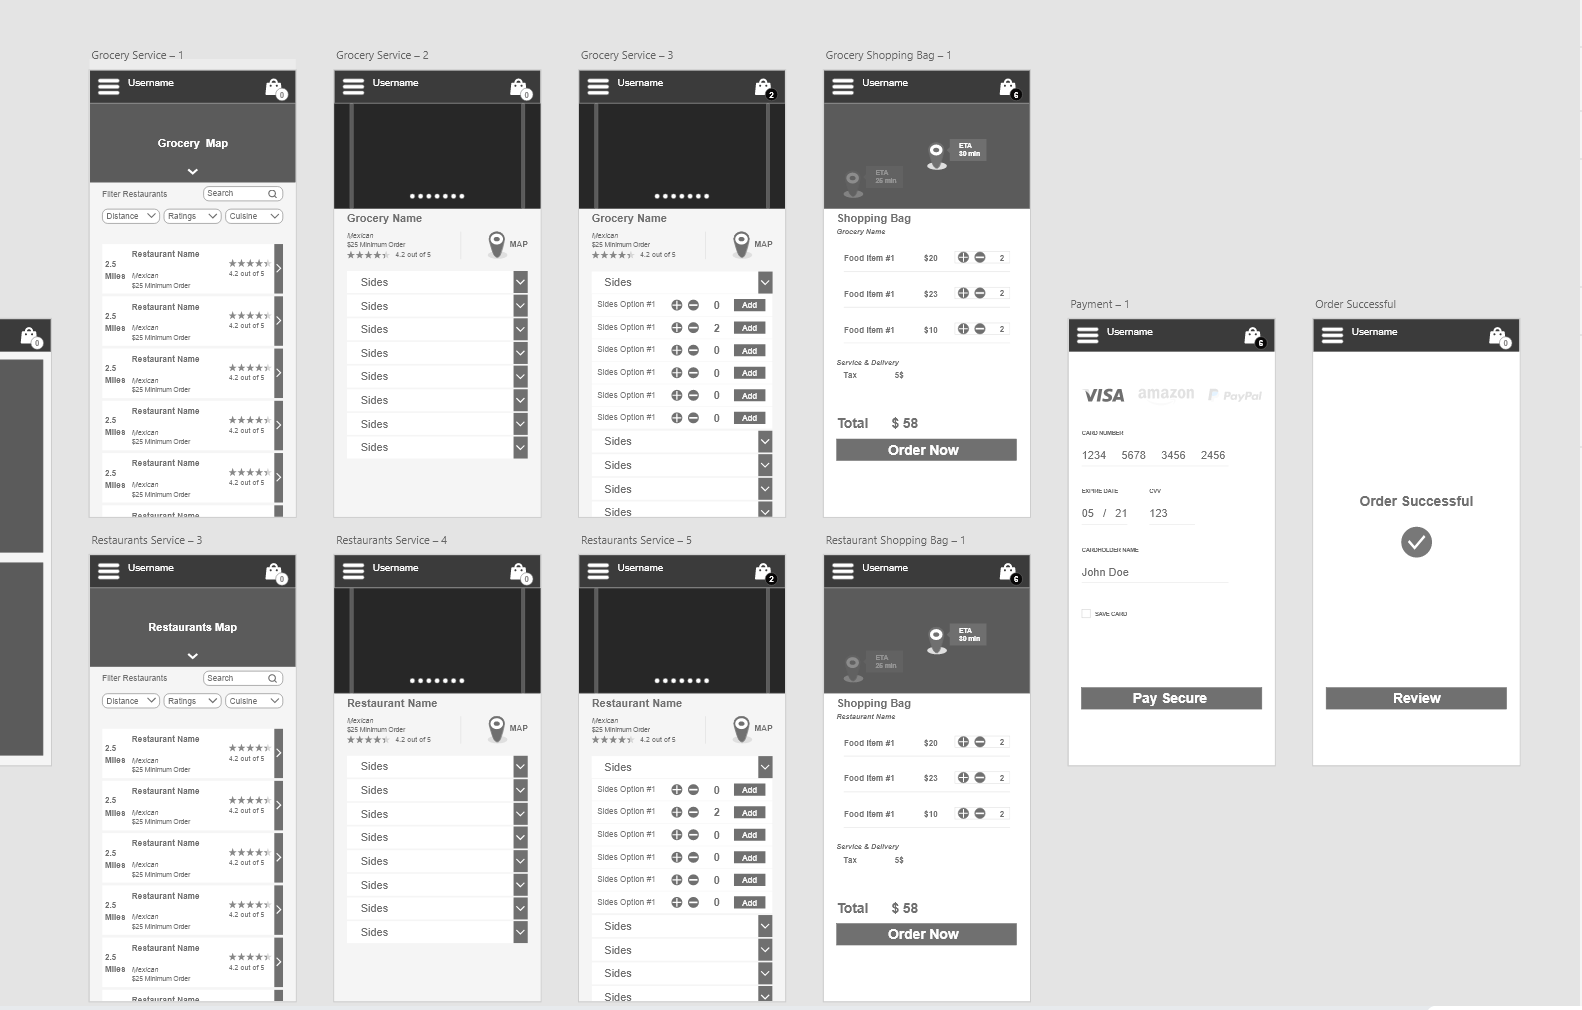 Grocery Service – 1
Username
0
Grocery Map
Filter Restaurants
Search
Distance
Ratings
Cuisine
Restaurant Name
2.5
Miles
Mexican
$25 Minimum Order
4.2 out of 5
Restaurant Name
2.5
Miles
Mexican
$25 Minimum Order
4.2 out of 5
Restaurant Name
2.5
Miles
Mexican
$25 Minimum Order
4.2 out of 5
Restaurant Name
2.5
Miles
Mexican
$25 Minimum Order
4.2 out of 5
Restaurant Name
2.5
Miles
Mexican
$25 Minimum Order
4.2 out of 5
Restaurant Name
Grocery Service – 2
Username
0
Grocery Name
Mexican
$25 Minimum Order
4.2 out of 5
MAP
Sides
Sides
Sides
Sides
Sides
Sides
Sides
Sides
Grocery Service – 3
Username
2
Grocery Name
Mexican
$25 Minimum Order
4.2 out of 5
MAP
Sides
Sides Option #1 0 Add
Sides Option #1 2 Add
Sides Option #1 0 Add
Sides Option #1 0 Add
Sides Option #1 0 Add
Sides Option #1 0 Add
Sides
Sides
Sides
Sides
Grocery Shopping Bag – 1
Username
6
ETA
30 min
ETA
26 min
Shopping Bag
Grocery Name
Food Item #1 $20 2
Food Item #1 $23 2
Food Item #1 $10 2
Service & Delivery
Tax 5$
Total $ 58
Order Now
0
Payment – 1
Username
6
VISA amazon PayPal
CARD NUMBER
1234 5678 3456 2456
EXPIRE DATE CVV
05 / 21 123
CARDHOLDER NAME
John Doe
SAVE CARD
Pay Secure
Order Successful
Username
0
Order Successful
Review
Restaurants Service – 3
Username
0
Restaurants Map
Filter Restaurants
Search
Distance
Ratings
Cuisine
Restaurant Name
2.5
Miles
Mexican
$25 Minimum Order
4.2 out of 5
Restaurant Name
2.5
Miles
Mexican
$25 Minimum Order
4.2 out of 5
Restaurant Name
2.5
Miles
Mexican
$25 Minimum Order
4.2 out of 5
Restaurant Name
2.5
Miles
Mexican
$25 Minimum Order
4.2 out of 5
Restaurant Name
2.5
Miles
Mexican
$25 Minimum Order
4.2 out of 5
Restaurant Name
Restaurants Service – 4
Username
0
Restaurant Name
Mexican
$25 Minimum Order
4.2 out of 5
MAP
Sides
Sides
Sides
Sides
Sides
Sides
Sides
Sides
Restaurants Service – 5
Username
2
Restaurant Name
Mexican
$25 Minimum Order
4.2 out of 5
MAP
Sides
Sides Option #1 0 Add
Sides Option #1 2 Add
Sides Option #1 0 Add
Sides Option #1 0 Add
Sides Option #1 0 Add
Sides Option #1 0 Add
Sides
Sides
Sides
Sides
Restaurant Shopping Bag – 1
Username
6
ETA
30 min
ETA
26 min
Shopping Bag
Restaurant Name
Food Item #1 $20 2
Food Item #1 $23 2
Food Item #1 $10 2
Service & Delivery
Tax 5$
Total $ 58
Order Now